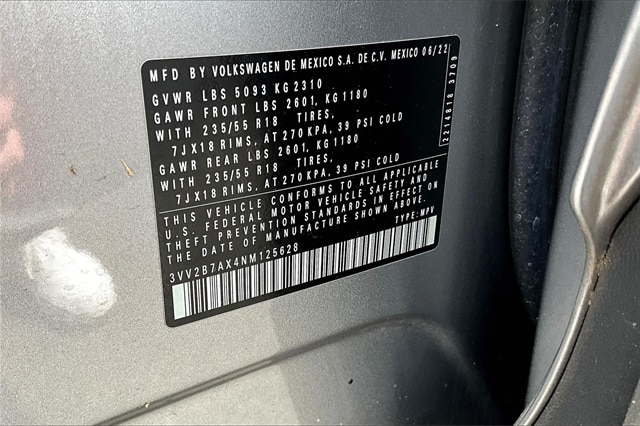 MFD BY VOLKSWAGEN DE MEXICO S.A. DE C.V. MEXICO 06/22
GVWR LBS 5093 KG 2310
GAWR FRONT LBS 2601, KG 1180
WITH 235/55 R18 TIRES,
7JX18 RIMS, AT 270 KPA, 39 PSI COLD
GAWR REAR LBS 2601, KG 1180
WITH 235/55 R18 TIRES,
7JX18 RIMS, AT 270 KPA, 39 PSI COLD
THIS VEHICLE CONFORMS TO ALL APPLICABLE
U.S. FEDERAL MOTOR VEHICLE SAFETY AND
THEFT PREVENTION STANDARDS IN EFFECT ON
THE DATE OF MANUFACTURE SHOWN ABOVE.
TYPE: MPV
3VV2B7AX4NM125628
22174818 3709